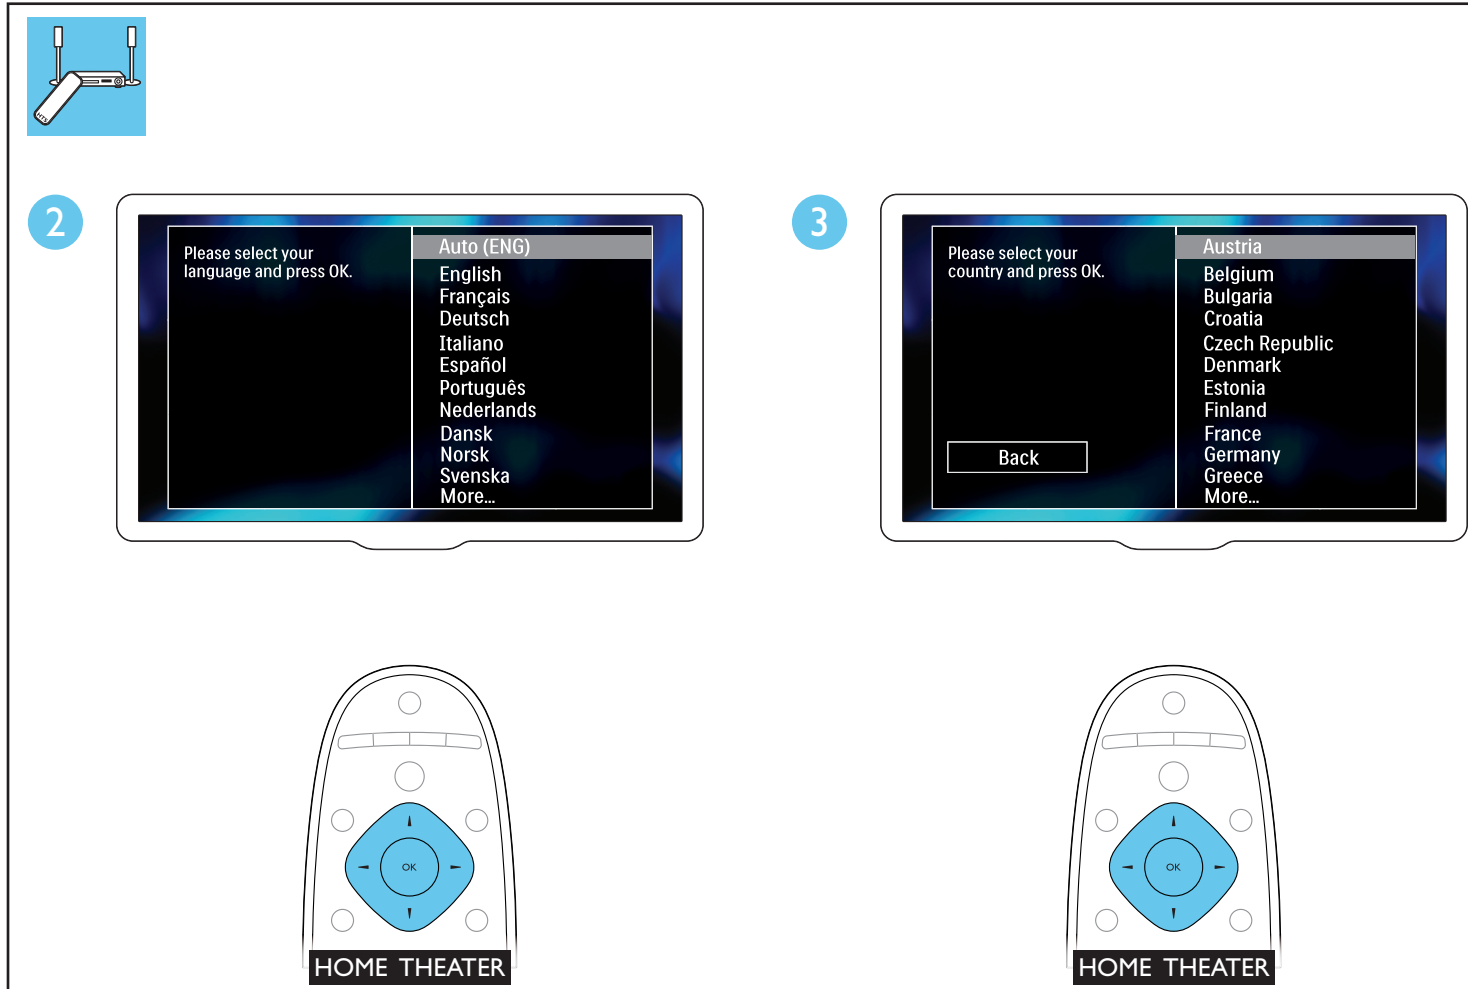 HTS
2
Please select your
language and press OK.
Auto (ENG)
English
Français
Deutsch
Italiano
Español
Português
Nederlands
Dansk
Norsk
Svenska
More...
OK
HOME THEATER
3
Please select your
country and press OK.
Back
Austria
Belgium
Bulgaria
Croatia
Czech Republic
Denmark
Estonia
Finland
France
Germany
Greece
More...
OK
HOME THEATER